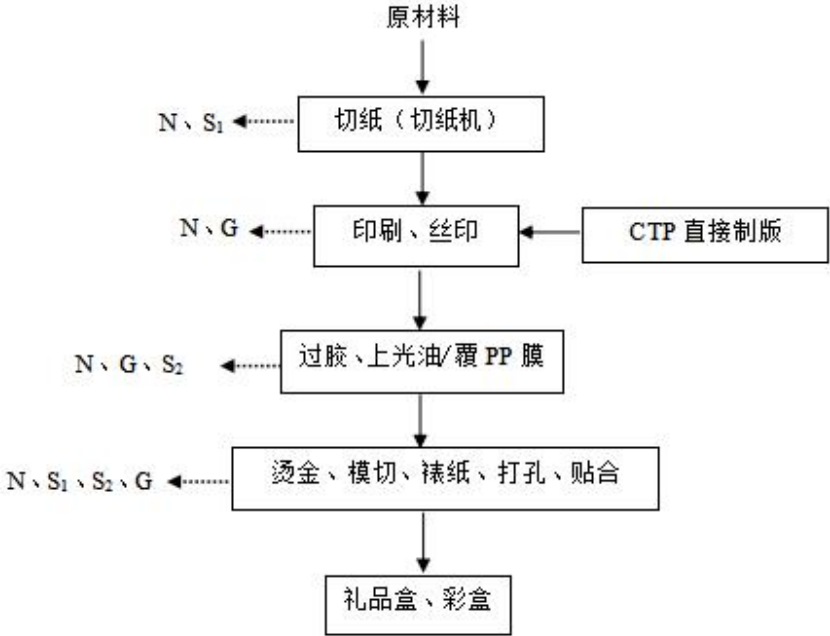 原材料
N、S1
切纸（切纸机）
N、G
印刷、丝印
CTP 直接制版
N、G、S2
过胶、上光油/覆 PP 膜
N、S1、S2、G
烫金、模切、裱纸、打孔、贴合
礼品盒、彩盒